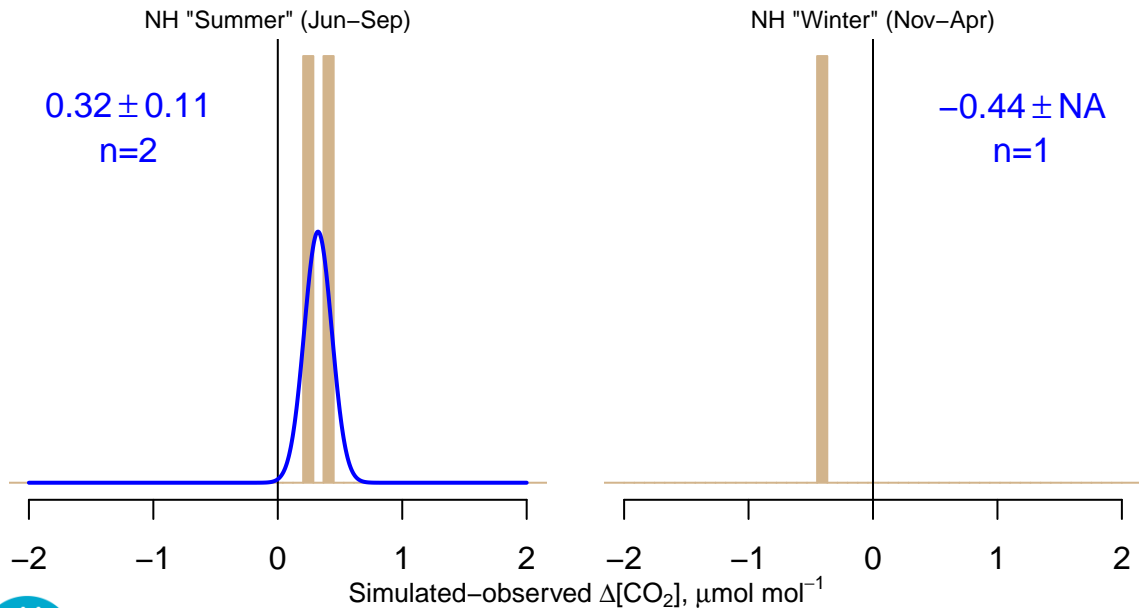 NH "Summer" (Jun−Sep)
0.32 ± 0.11
n=2
−2 −1 0 1 2
NH "Winter" (Nov−Apr)
−0.44 ± NA
n=1
−2 −1 0 1 2
Simulated−observed Δ[CO₂], μmol mol⁻¹